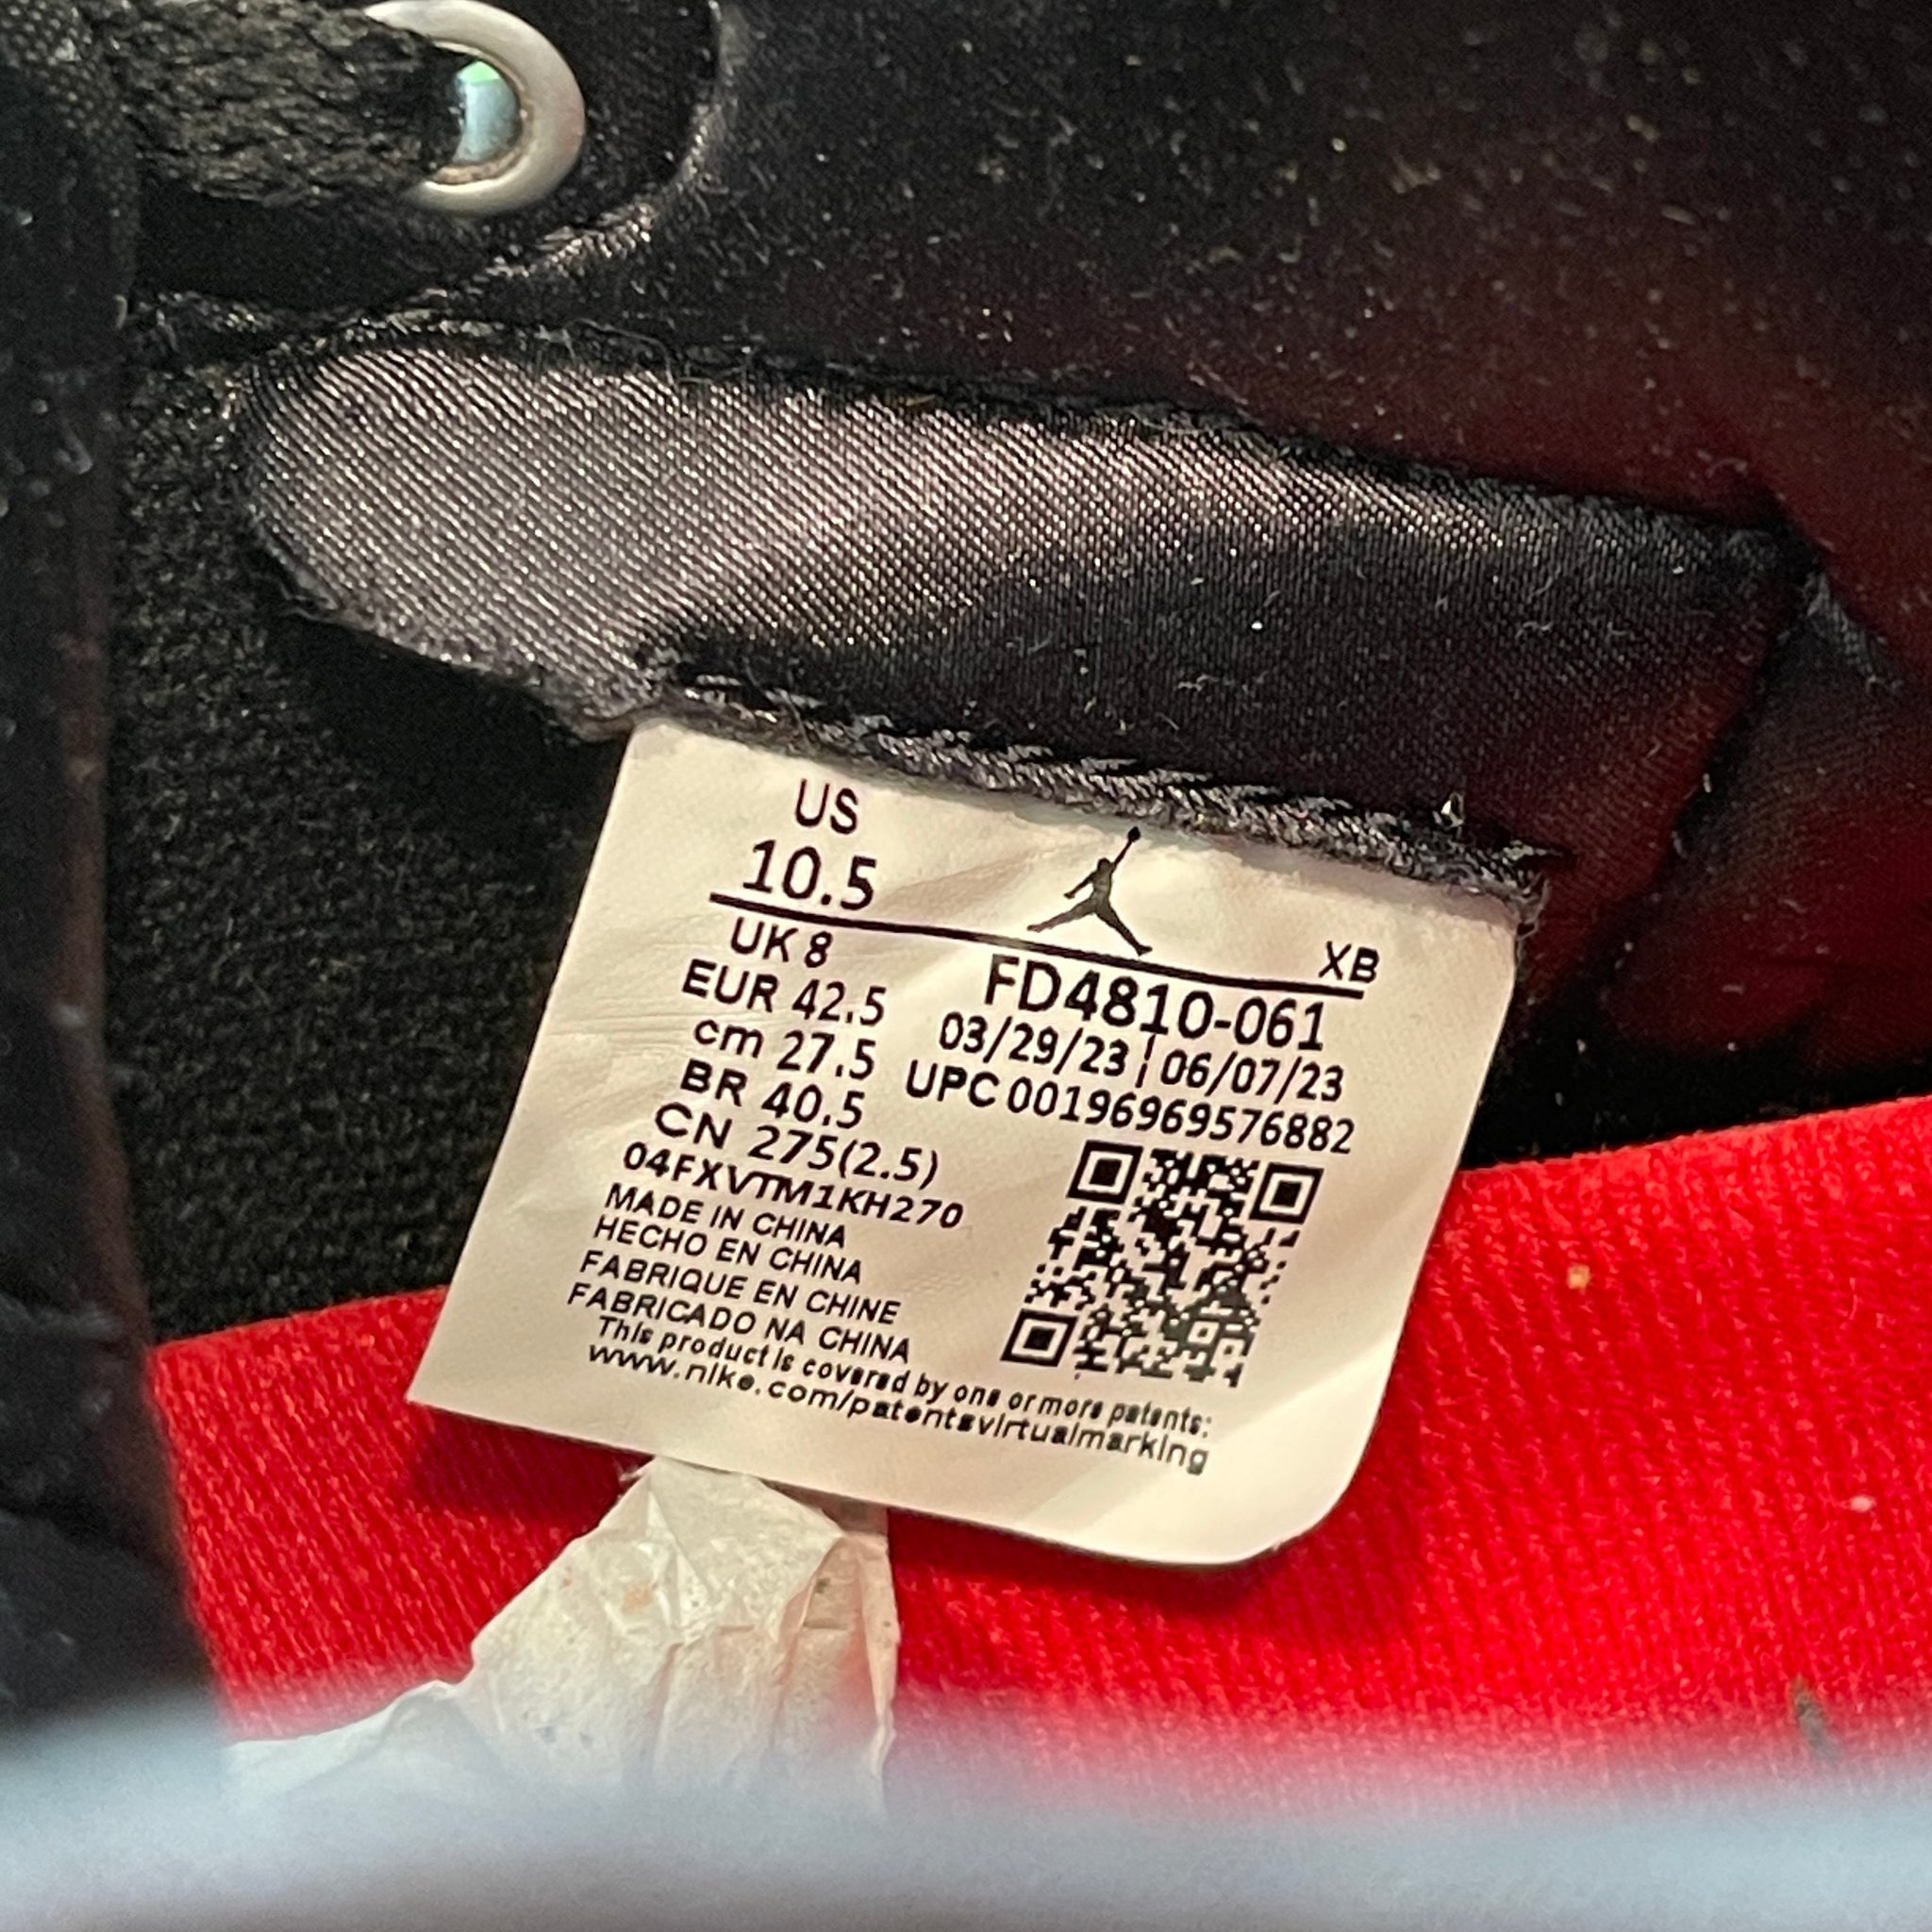 US
10.5
XB
UK 8
EUR 42.5
cm 27.5
BR 40.5
CN 275(2.5)
FD4810-061
03/29/23 | 06/07/23
UPC 00196969576882
04FXVTM1KH270
MADE IN CHINA
HECHO EN CHINA
FABRIQUE EN CHINE
FABRICADO NA CHINA
This product is covered by one or more patents:
www.nike.com/patentsvirtualmarking